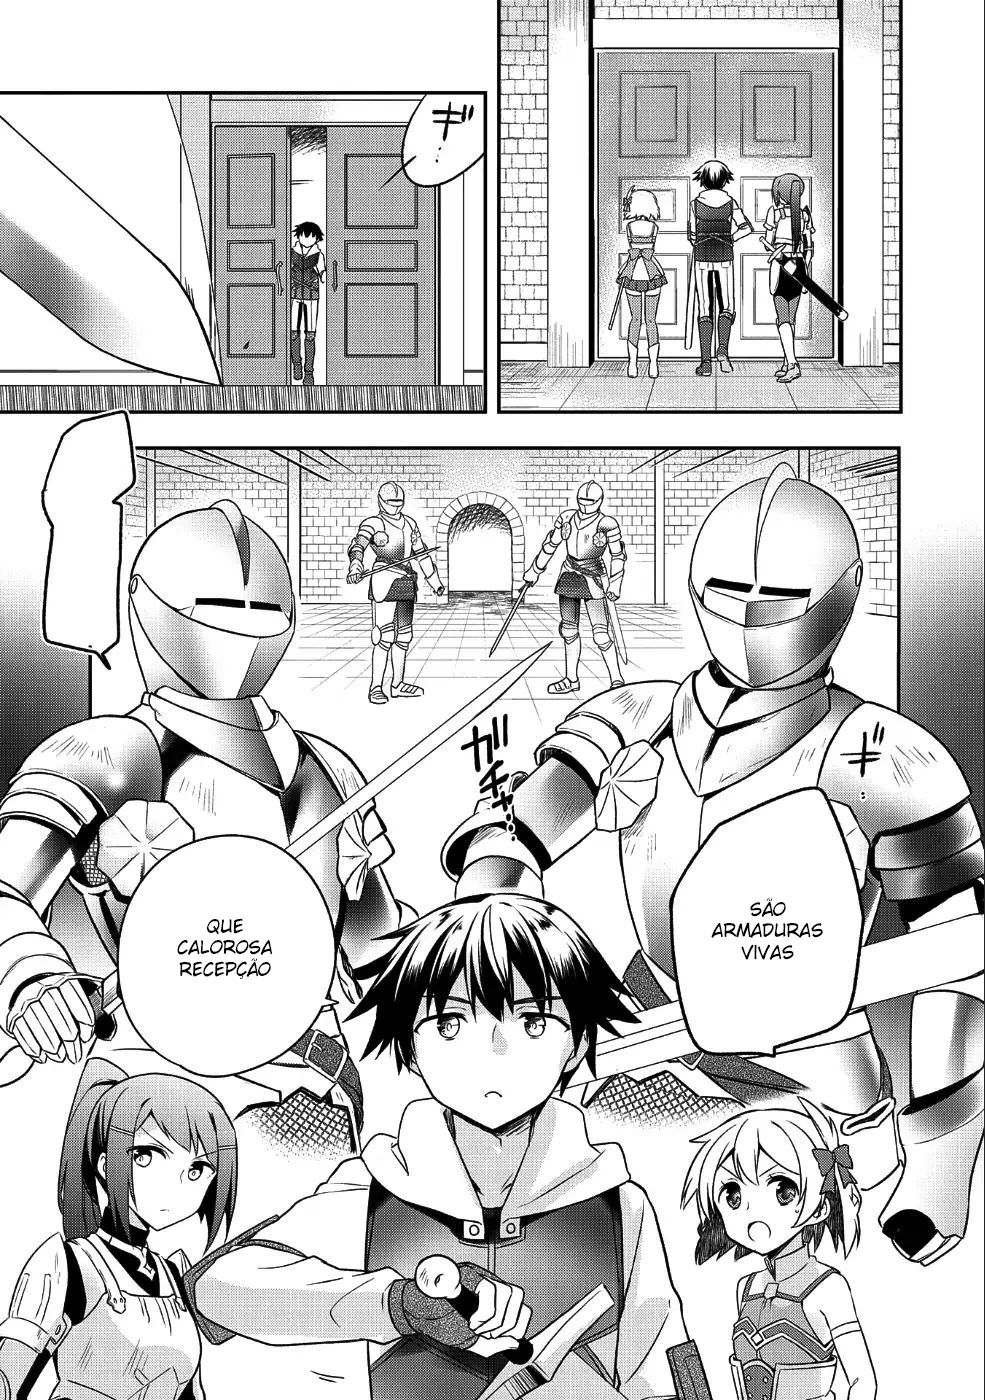 ギ…
ガチャ…
ギ…
SÃO
ARMADURAS
VIVAS
QUE
CALOROSA
RECEPÇÃO